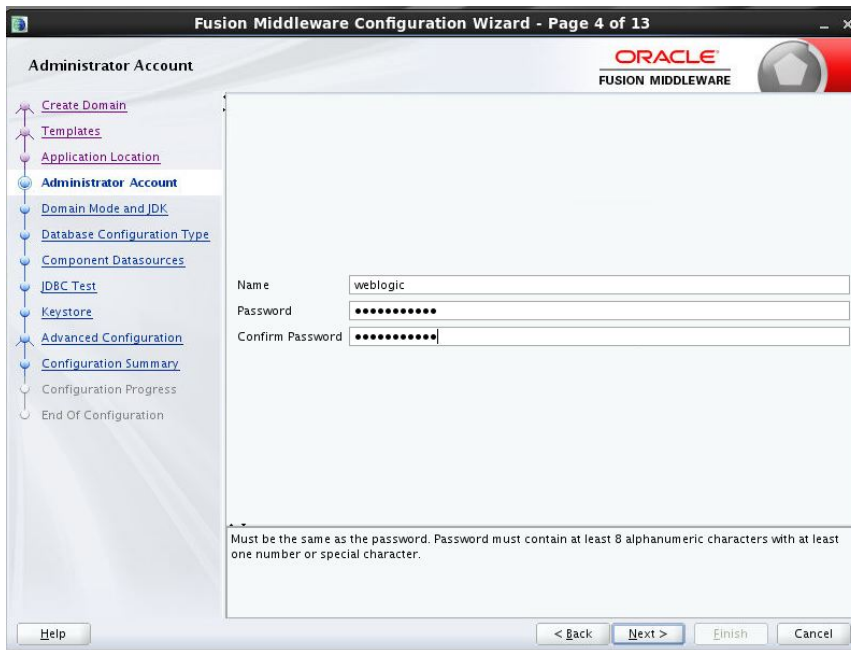 Fusion Middleware Configuration Wizard - Page 4 of 13
Administrator Account
ORACLE
FUSION MIDDLEWARE
Create Domain
Templates
Application Location
Administrator Account
Domain Mode and JDK
Database Configuration Type
Component Datasources
JDBC Test
Keystore
Advanced Configuration
Configuration Summary
Configuration Progress
End Of Configuration
Name weblogic
Password •••••••••••
Confirm Password •••••••••••
Must be the same as the password. Password must contain at least 8 alphanumeric characters with at least
one number or special character.
Help
< Back
Next >
Finish
Cancel